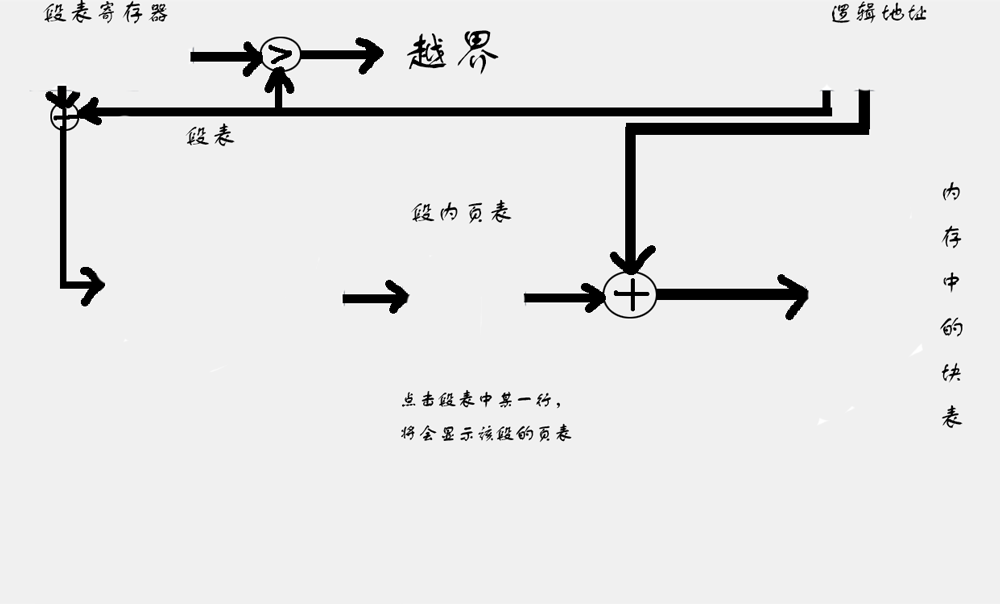 段表寄存器
逻辑地址
>
越界
+
段表
段内页表
+
内存中的块表
点击段表中某一行，
将会显示该段的页表